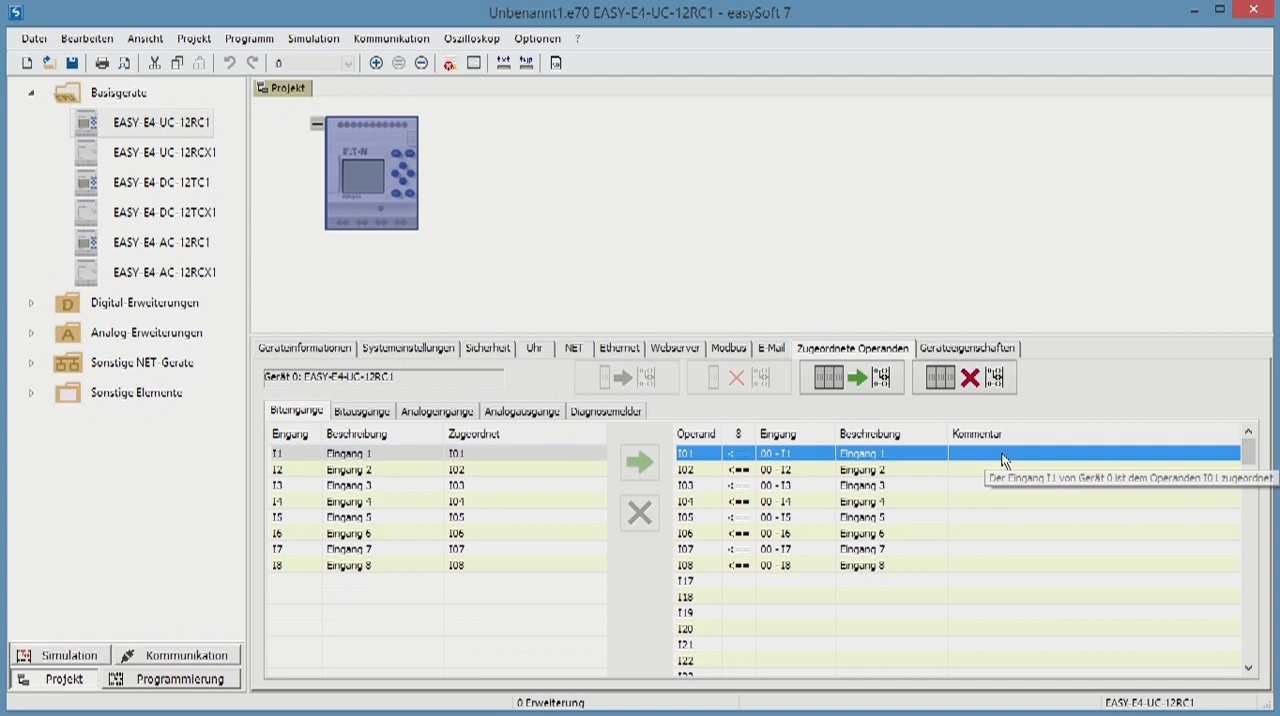 Unbenannt1.e70 EASY-E4-UC-12RC1 - easySoft 7
Datei Bearbeiten Ansicht Projekt Programm Simulation Kommunikation Oszilloskop Optionen ?
0
Basisgeräte
EASY-E4-UC-12RC1
EASY-E4-UC-12RCX1
EASY-E4-DC-12TC1
EASY-E4-DC-12TCX1
EASY-E4-AC-12RC1
EASY-E4-AC-12RCX1
Digital-Erweiterungen
Analog-Erweiterungen
Sonstige NET-Geräte
Sonstige Elemente
Simulation Kommunikation
Projekt Programmierung
Projekt
EATON
Geräteinformationen Systemeinstellungen Sicherheit Uhr NET Ethernet Webserver Modbus E-Mail Zugeordnete Operanden Geräteeigenschaften
Gerät 0: EASY-E4-UC-12RC1
Biteingänge Bitausgänge Analogeingänge Analogausgänge Diagnosemelder
Eingang Beschreibung Zugeordnet
I1 Eingang 1 I01
I2 Eingang 2 I02
I3 Eingang 3 I03
I4 Eingang 4 I04
I5 Eingang 5 I05
I6 Eingang 6 I06
I7 Eingang 7 I07
I8 Eingang 8 I08
Operand 8 Eingang Beschreibung Kommentar
I01 <== 00 - I1 Eingang 1
I02 <== 00 - I2 Eingang 2
Der Eingang I1 von Gerät 0 ist dem Operanden I01 zugeordnet
I03 <== 00 - I3 Eingang 3
I04 <== 00 - I4 Eingang 4
I05 <== 00 - I5 Eingang 5
I06 <== 00 - I6 Eingang 6
I07 <== 00 - I7 Eingang 7
I08 <== 00 - I8 Eingang 8
I17
I18
I19
I20
I21
I22
0 Erweiterung EASY-E4-UC-12RC1